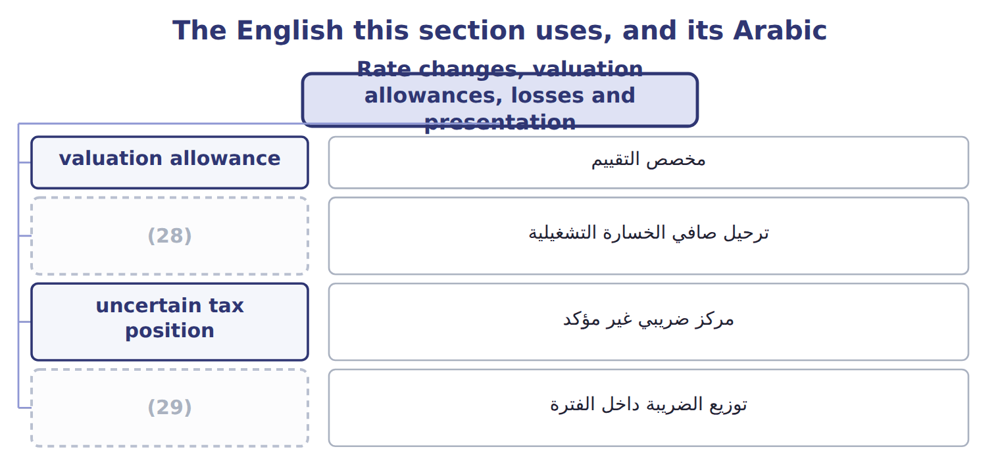 The English this section uses, and its Arabic
Rate changes, valuation
allowances, losses and
presentation
valuation allowance
مخصص التقييم
(28)
ترحيل صافي الخسارة التشغيلية
uncertain tax
position
مركز ضريبي غير مؤكد
(29)
توزيع الضريبة داخل الفترة